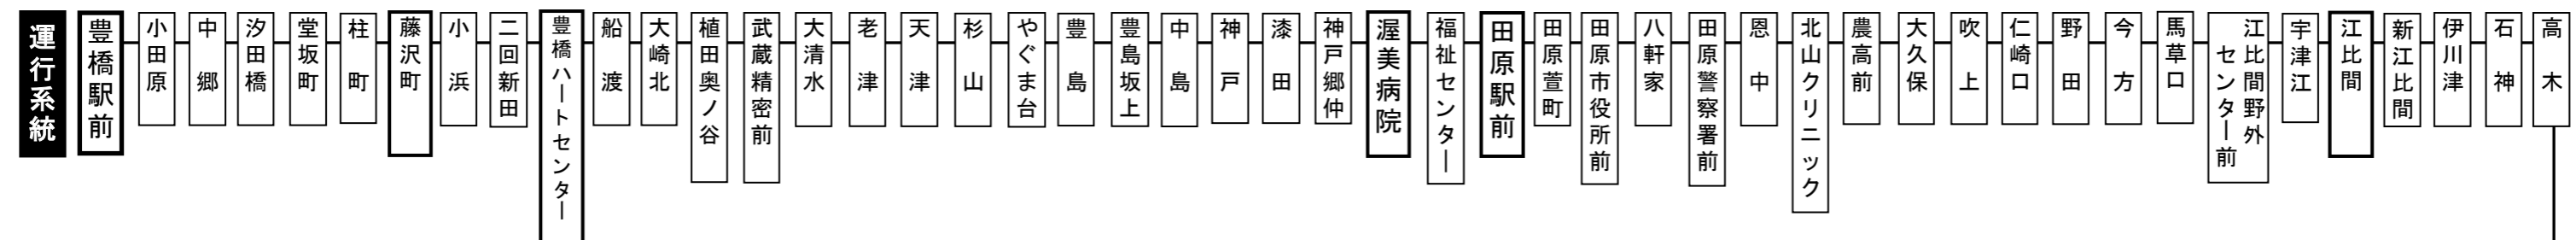 運行系統
豊橋駅前
小田原
中郷
汐田橋
堂坂町
柱町
藤沢町
小浜
二回新田
豊橋ハートセンター
船渡
大崎北
植田奥ノ谷
武蔵精密前
大清水
老津
天津
杉山
やぐま台
豊島
豊島坂上
中島
神戸
漆田
神戸郷仲
渥美病院
福祉センター
田原駅前
田原萱町
田原市役所前
八軒家
田原警察署前
恩中
北山クリニック
農高前
大久保
吹上
仁崎口
野田
今方
馬草口
江比間野外
センター前
宇津江
江比間
新江比間
伊川津
石神
高木